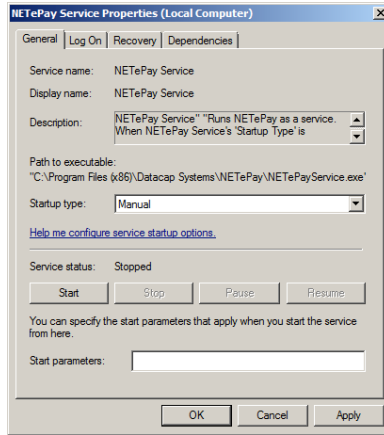 NETePay Service Properties (Local Computer)
General Log On Recovery Dependencies
Service name: NETePay Service
Display name: NETePay Service
Description: NETePay Service" "Runs NETePay as a service.
When NETePay Service's 'Startup Type' is
Path to executable:
"C:\Program Files (x86)\Datacap Systems\NETePay\NETePayService.exe"
Startup type: Manual
Help me configure service startup options.
Service status: Stopped
Start Stop Pause Resume
You can specify the start parameters that apply when you start the service
from here.
Start parameters:
OK Cancel Apply